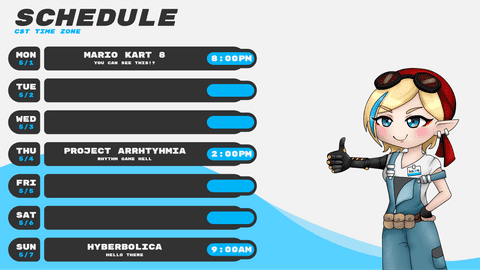 SCHEDULE
CST TIME ZONE
MON
5/1
MARIO KART 8
YOU CAN SEE THIS!?
8:00PM
TUE
5/2
WED
5/3
THU
5/4
PROJECT ARRHTYHMIA
RHYTHM GAME HELL
2:00PM
FRI
5/5
SAT
5/6
SUN
5/7
HYBERBOLICA
HELLO THERE
9:00AM